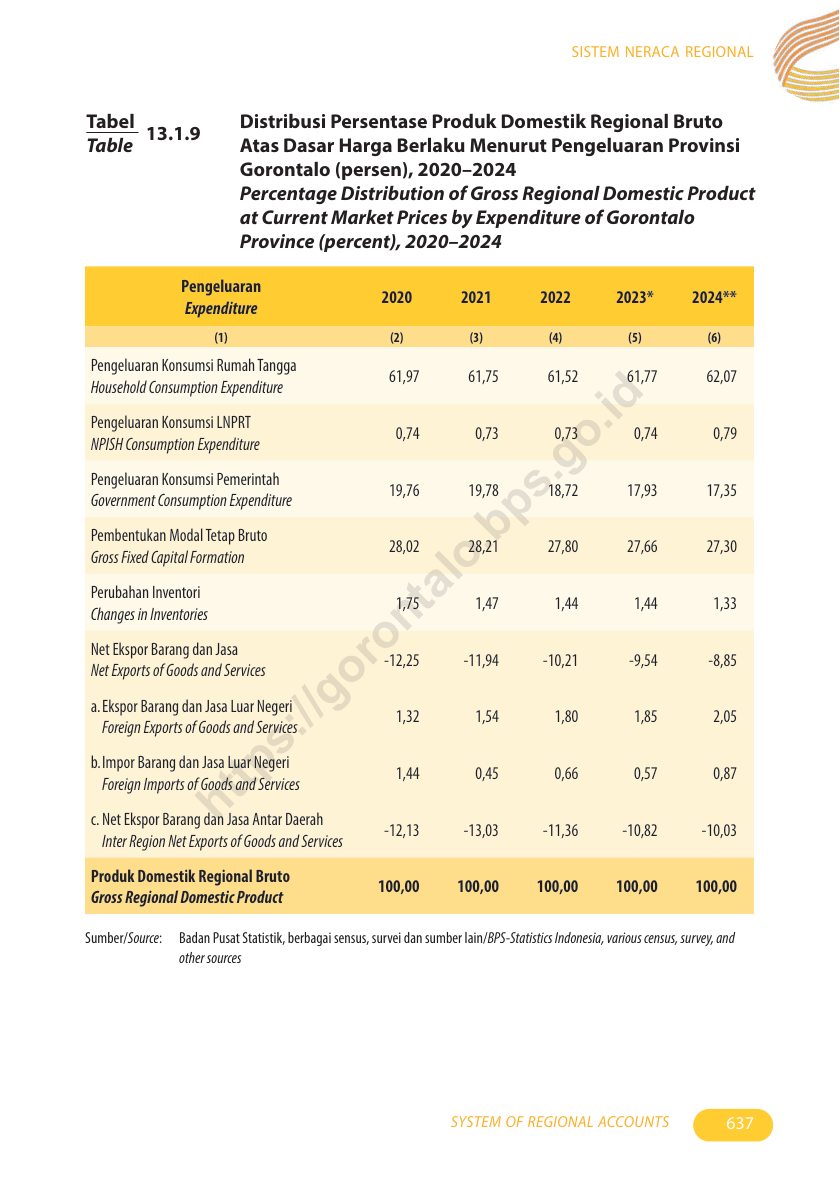 SISTEM NERACA REGIONAL
Tabel
Table
13.1.9
Distribusi Persentase Produk Domestik Regional Bruto
Atas Dasar Harga Berlaku Menurut Pengeluaran Provinsi
Gorontalo (persen), 2020–2024
Percentage Distribution of Gross Regional Domestic Product
at Current Market Prices by Expenditure of Gorontalo
Province (percent), 2020–2024
Pengeluaran
Expenditure
2020 2021 2022 2023* 2024**
(1) (2) (3) (4) (5) (6)
Pengeluaran Konsumsi Rumah Tangga
Household Consumption Expenditure
61,97 61,75 61,52 61,77 62,07
Pengeluaran Konsumsi LNPRT
NPISH Consumption Expenditure
0,74 0,73 0,73 0,74 0,79
Pengeluaran Konsumsi Pemerintah
Government Consumption Expenditure
19,76 19,78 18,72 17,93 17,35
Pembentukan Modal Tetap Bruto
Gross Fixed Capital Formation
28,02 28,21 27,80 27,66 27,30
Perubahan Inventori
Changes in Inventories
1,75 1,47 1,44 1,44 1,33
Net Ekspor Barang dan Jasa
Net Exports of Goods and Services
-12,25 -11,94 -10,21 -9,54 -8,85
a. Ekspor Barang dan Jasa Luar Negeri
Foreign Exports of Goods and Services
1,32 1,54 1,80 1,85 2,05
b. Impor Barang dan Jasa Luar Negeri
Foreign Imports of Goods and Services
1,44 0,45 0,66 0,57 0,87
c. Net Ekspor Barang dan Jasa Antar Daerah
Inter Region Net Exports of Goods and Services
-12,13 -13,03 -11,36 -10,82 -10,03
Produk Domestik Regional Bruto
Gross Regional Domestic Product
100,00 100,00 100,00 100,00 100,00
Sumber/Source: Badan Pusat Statistik, berbagai sensus, survei dan sumber lain/BPS-Statistics Indonesia, various census, survey, and
other sources
https://gorontalo.bps.go.id
SYSTEM OF REGIONAL ACCOUNTS 637